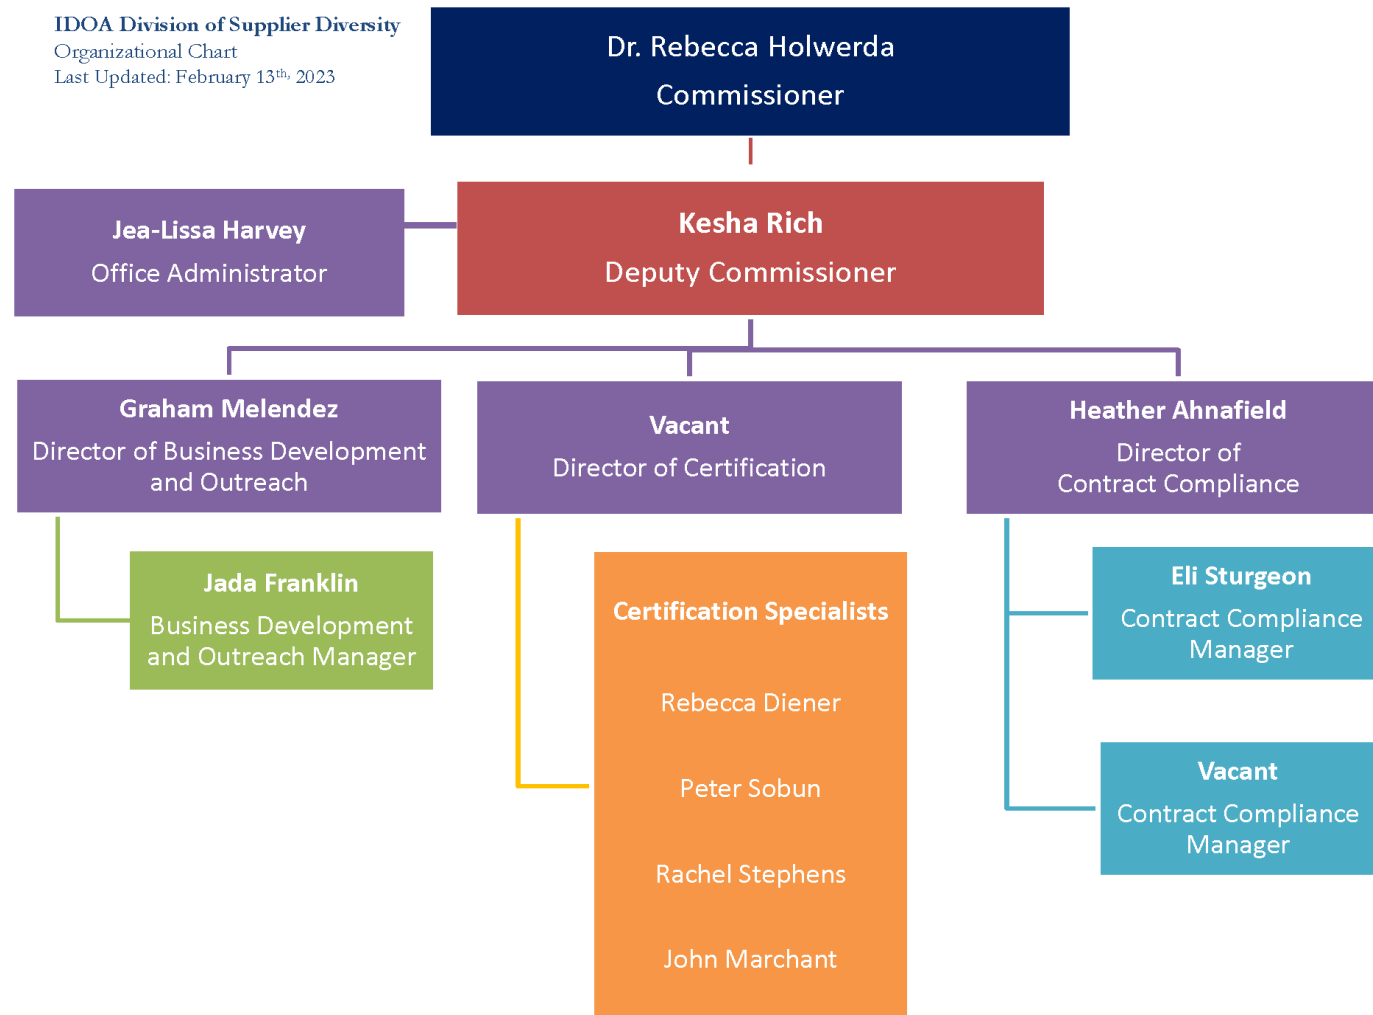 IDOA Division of Supplier Diversity
Organizational Chart
Last Updated: February 13th, 2023
Dr. Rebecca Holwerda
Commissioner
Jea-Lissa Harvey
Office Administrator
Kesha Rich
Deputy Commissioner
Graham Melendez
Director of Business Development
and Outreach
Vacant
Director of Certification
Heather Ahnafield
Director of
Contract Compliance
Jada Franklin
Business Development
and Outreach Manager
Certification Specialists
Rebecca Diener
Peter Sobun
Rachel Stephens
John Marchant
Eli Sturgeon
Contract Compliance
Manager
Vacant
Contract Compliance
Manager